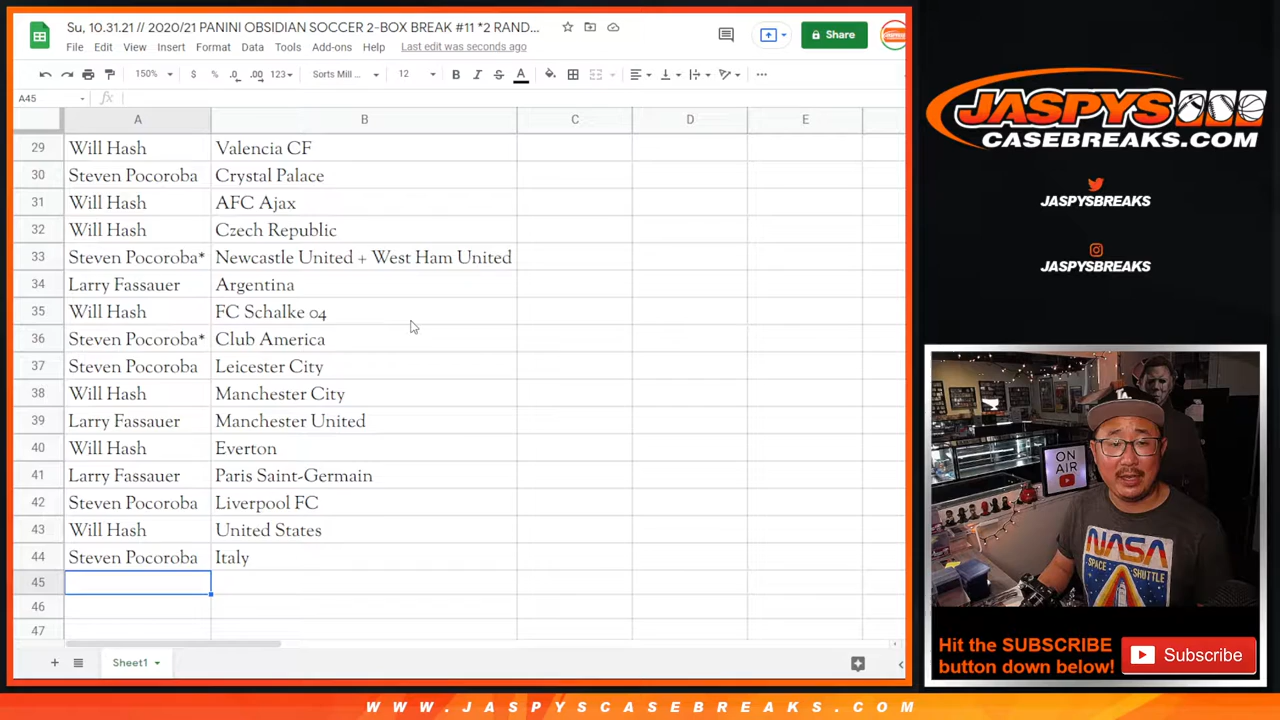 Su, 10.31.21 // 2020/21 PANINI OBSIDIAN SOCCER 2-BOX BREAK #11 *2 RAND...
File Edit View Insert Format Data Tools Add-ons Help Last edit was seconds ago
Share
150% $ % .0 .00 123 Sorts Mill ... 12 B I S A
A45 fx
A B C D E
29 Will Hash Valencia CF
30 Steven Pocoroba Crystal Palace
31 Will Hash AFC Ajax
32 Will Hash Czech Republic
33 Steven Pocoroba* Newcastle United + West Ham United
34 Larry Fassauer Argentina
35 Will Hash FC Schalke 04
36 Steven Pocoroba* Club America
37 Steven Pocoroba Leicester City
38 Will Hash Manchester City
39 Larry Fassauer Manchester United
40 Will Hash Everton
41 Larry Fassauer Paris Saint-Germain
42 Steven Pocoroba Liverpool FC
43 Will Hash United States
44 Steven Pocoroba Italy
45
46
47
Sheet1
JASPYS
CASEBREAKS.COM
JASPYSBREAKS
JASPYSBREAKS
LA
ON
AIR
NASA
SPACE SHUTTLE
Hit the SUBSCRIBE
button down below!
Subscribe
WWW.JASPYSCASEBREAKS.COM